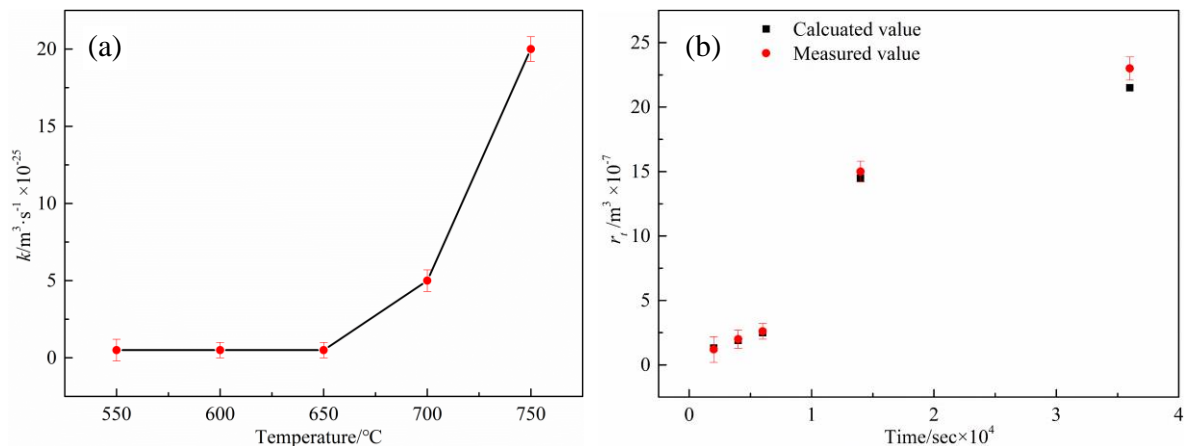 (a)
k/m³·s⁻¹ ×10⁻²⁵
20
15
10
5
0
550 600 650 700 750
Temperature/℃
(b)
Calcuated value
Measured value
r_t/m³ ×10⁻⁷
25
20
15
10
5
0
0 1 2 3 4
Time/sec×10⁴